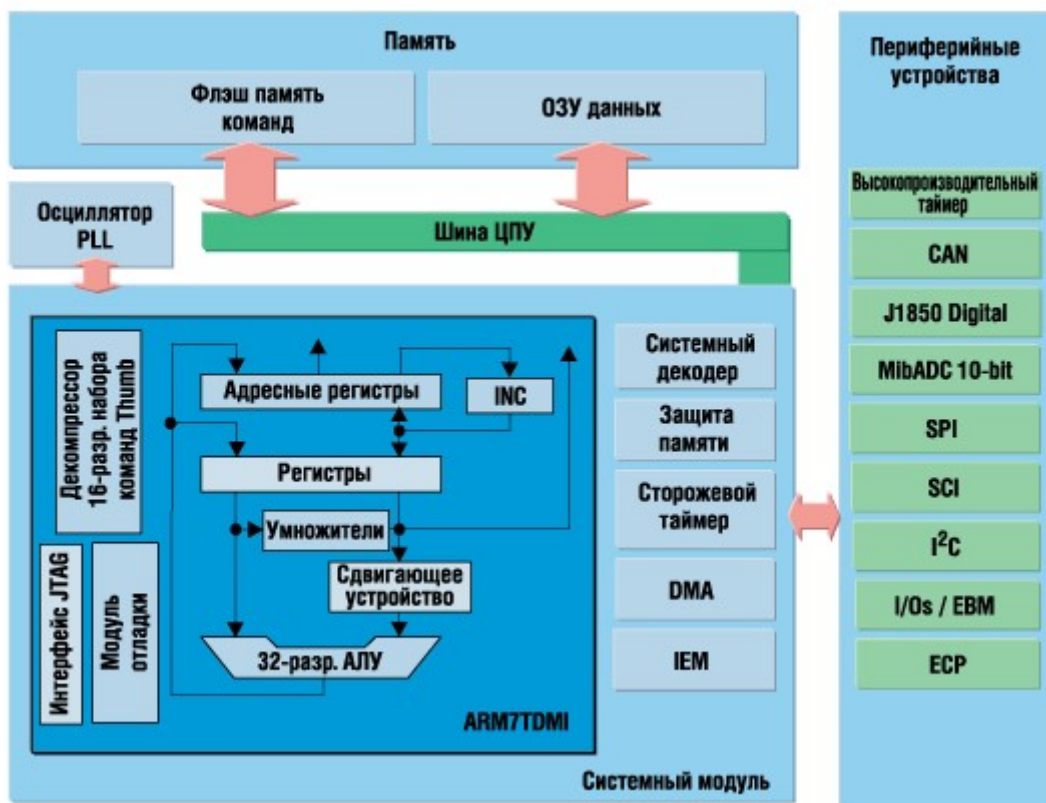 Память
Флэш память
команд
ОЗУ данных
Периферийные
устройства
Осциллятор
PLL
Шина ЦПУ
Высокопроизводительный
таймер
CAN
J1850 Digital
MibADC 10-bit
SPI
SCI
I²C
I/Os / EBM
ECP
Декомпрессор
16-разр. набора
команд Thumb
Интерфейс JTAG
Модуль
отладки
Адресные регистры
INC
Регистры
Умножители
Сдвигающее
устройство
32-разр. АЛУ
ARM7TDMI
Системный
декодер
Защита
памяти
Сторожевой
таймер
DMA
IEM
Системный модуль